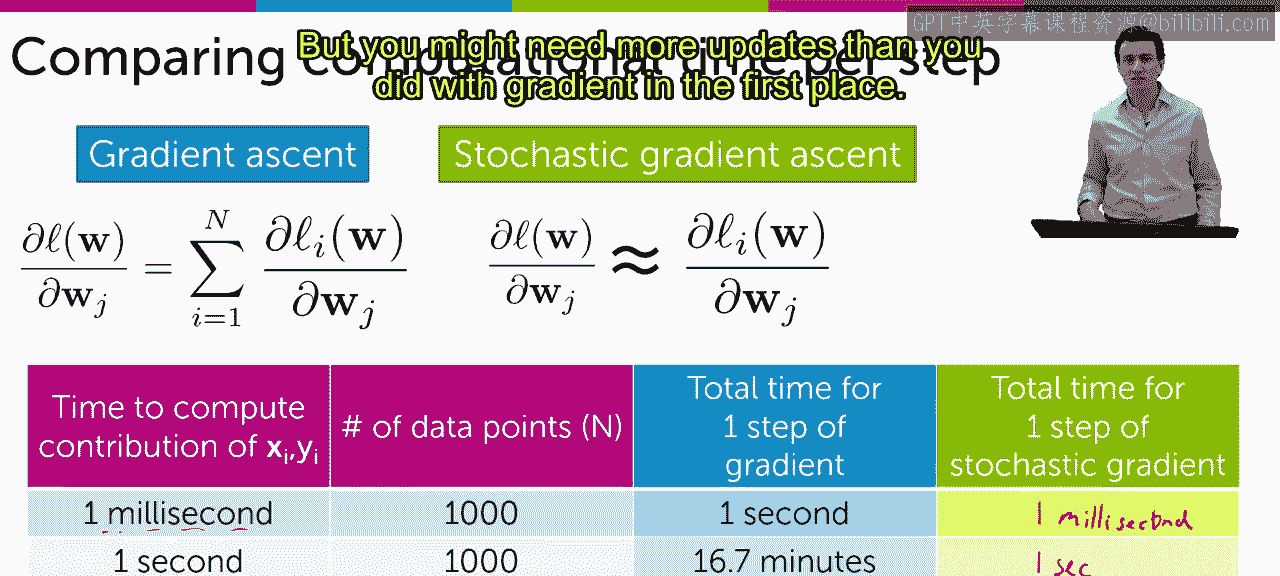 GPT中英字幕课程资源@bilibili.com
Comparing computational time per step
But you might need more updates than you
did with gradient in the first place.
Gradient ascent
Stochastic gradient ascent
∂ℓ(w)/∂w_j = ∑_{i=1}^{N} ∂ℓ_i(w)/∂w_j
∂ℓ(w)/∂w_j ≈ ∂ℓ_i(w)/∂w_j
Time to compute
contribution of x_i,y_i
# of data points (N)
Total time for
1 step of
gradient
Total time for
1 step of
stochastic gradient
1 millisecond 1000 1 second 1 millisecond
1 second 1000 16.7 minutes 1 sec